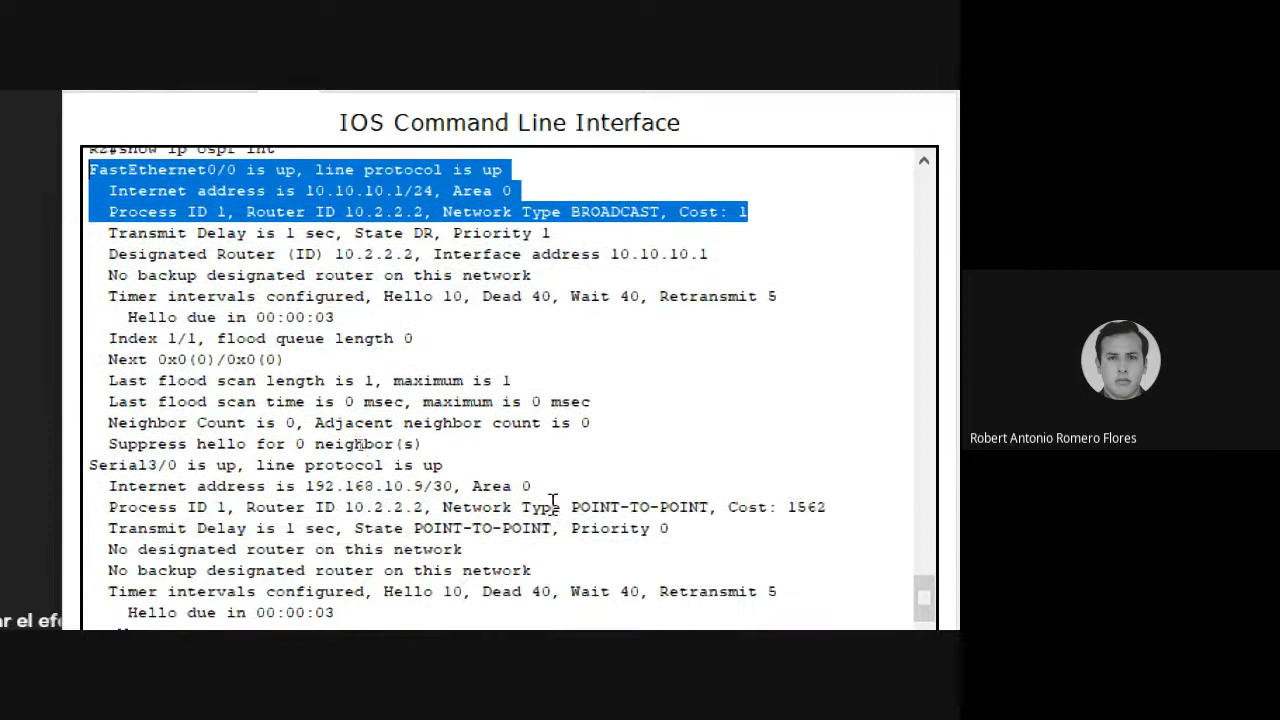 IOS Command Line Interface
R2#show ip ospf int
FastEthernet0/0 is up, line protocol is up
Internet address is 10.10.10.1/24, Area 0
Process ID 1, Router ID 10.2.2.2, Network Type BROADCAST, Cost: 1
Transmit Delay is 1 sec, State DR, Priority 1
Designated Router (ID) 10.2.2.2, Interface address 10.10.10.1
No backup designated router on this network
Timer intervals configured, Hello 10, Dead 40, Wait 40, Retransmit 5
Hello due in 00:00:03
Index 1/1, flood queue length 0
Next 0x0(0)/0x0(0)
Last flood scan length is 1, maximum is 1
Last flood scan time is 0 msec, maximum is 0 msec
Neighbor Count is 0, Adjacent neighbor count is 0
Suppress hello for 0 neighbor(s)
Serial3/0 is up, line protocol is up
Internet address is 192.168.10.9/30, Area 0
Process ID 1, Router ID 10.2.2.2, Network Type POINT-TO-POINT, Cost: 1562
Transmit Delay is 1 sec, State POINT-TO-POINT, Priority 0
No designated router on this network
No backup designated router on this network
Timer intervals configured, Hello 10, Dead 40, Wait 40, Retransmit 5
Hello due in 00:00:03
Robert Antonio Romero Flores